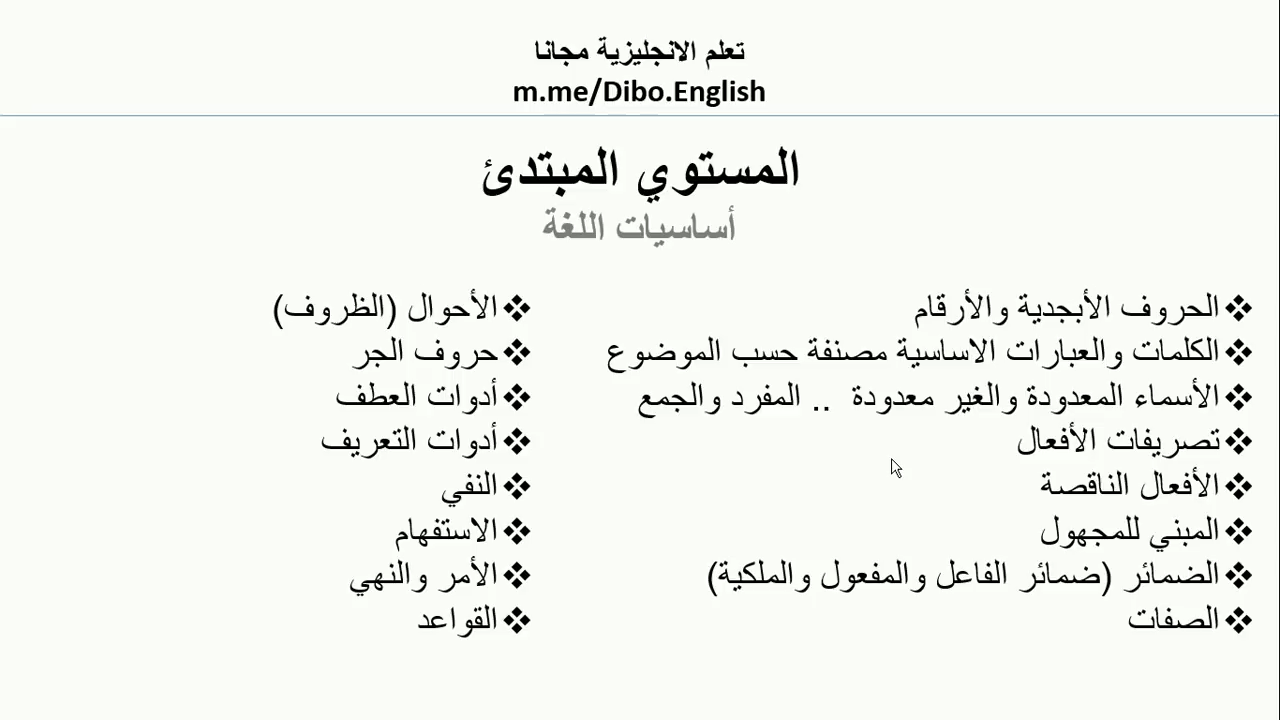 تعلم الانجليزية مجانا
m.me/Dibo.English
المستوي المبتدئ
أساسيات اللغة
❖الحروف الأبجدية والأرقام
❖الكلمات والعبارات الاساسية مصنفة حسب الموضوع
❖الأسماء المعدودة والغير معدودة .. المفرد والجمع
❖تصريفات الأفعال
❖الأفعال الناقصة
❖المبني للمجهول
❖الضمائر (ضمائر الفاعل والمفعول والملكية)
❖الصفات
❖الأحوال (الظروف)
❖حروف الجر
❖أدوات العطف
❖أدوات التعريف
❖النفي
❖الاستفهام
❖الأمر والنهي
❖القواعد